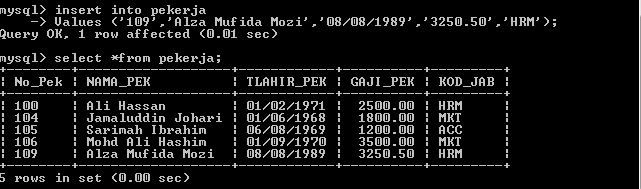 mysql> insert into pekerja
    -> Values ('109','Alza Mufida Mozi','08/08/1989','3250.50','HRM');
Query OK, 1 row affected (0.01 sec)

mysql> select *from pekerja;
+--------+------------------+------------+----------+---------+
| No_Pek | NAMA_PEK         | TLAHIR_PEK | GAJI_PEK | KOD_JAB |
+--------+------------------+------------+----------+---------+
| 100    | Ali Hassan       | 01/02/1971 |  2500.00 | HRM     |
| 104    | Jamaluddin Johari | 01/06/1968 |  1800.00 | MKT     |
| 105    | Sarimah Ibrahim  | 06/08/1969 |  1200.00 | ACC     |
| 106    | Mohd Ali Hashim  | 01/09/1970 |  3500.00 | MKT     |
| 109    | Alza Mufida Mozi | 08/08/1989 |  3250.50 | HRM     |
+--------+------------------+------------+----------+---------+
5 rows in set (0.00 sec)